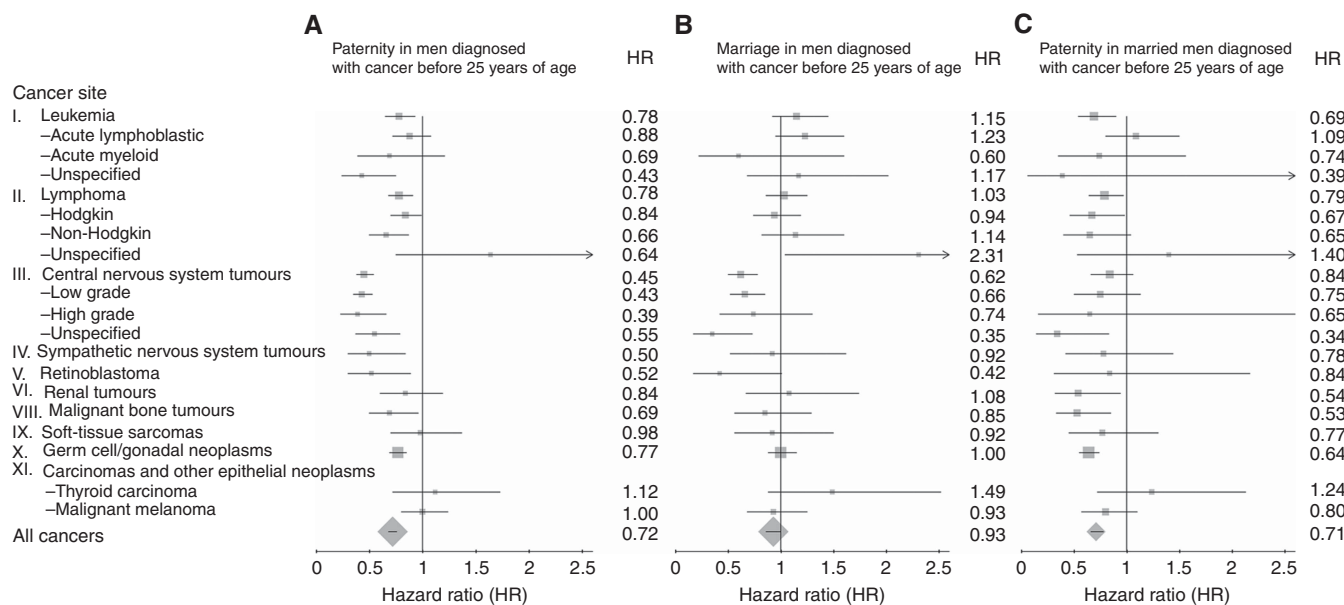 A B C
Paternity in men diagnosed with cancer before 25 years of age HR Marriage in men diagnosed with cancer before 25 years of age HR Paternity in married men diagnosed with cancer before 25 years of age HR
Cancer site
I. Leukemia 0.78 1.15 0.69
–Acute lymphoblastic 0.88 1.23 1.09
–Acute myeloid 0.69 0.60 0.74
–Unspecified 0.43 1.17 0.39
II. Lymphoma 0.78 1.03 0.79
–Hodgkin 0.84 0.94 0.67
–Non-Hodgkin 0.66 1.14 0.65
–Unspecified 0.64 2.31 1.40
III. Central nervous system tumours 0.45 0.62 0.84
–Low grade 0.43 0.66 0.75
–High grade 0.39 0.74 0.65
–Unspecified 0.55 0.35 0.34
IV. Sympathetic nervous system tumours 0.50 0.92 0.78
V. Retinoblastoma 0.52 0.42 0.84
VI. Renal tumours 0.84 1.08 0.54
VIII. Malignant bone tumours 0.69 0.85 0.53
IX. Soft-tissue sarcomas 0.98 0.92 0.77
X. Germ cell/gonadal neoplasms 0.77 1.00 0.64
XI. Carcinomas and other epithelial neoplasms
–Thyroid carcinoma 1.12 1.49 1.24
–Malignant melanoma 1.00 0.93 0.80
All cancers 0.72 0.93 0.71
0 0.5 1 1.5 2 2.5 0 0.5 1 1.5 2 2.5 0 0.5 1 1.5 2 2.5
Hazard ratio (HR) Hazard ratio (HR) Hazard ratio (HR)